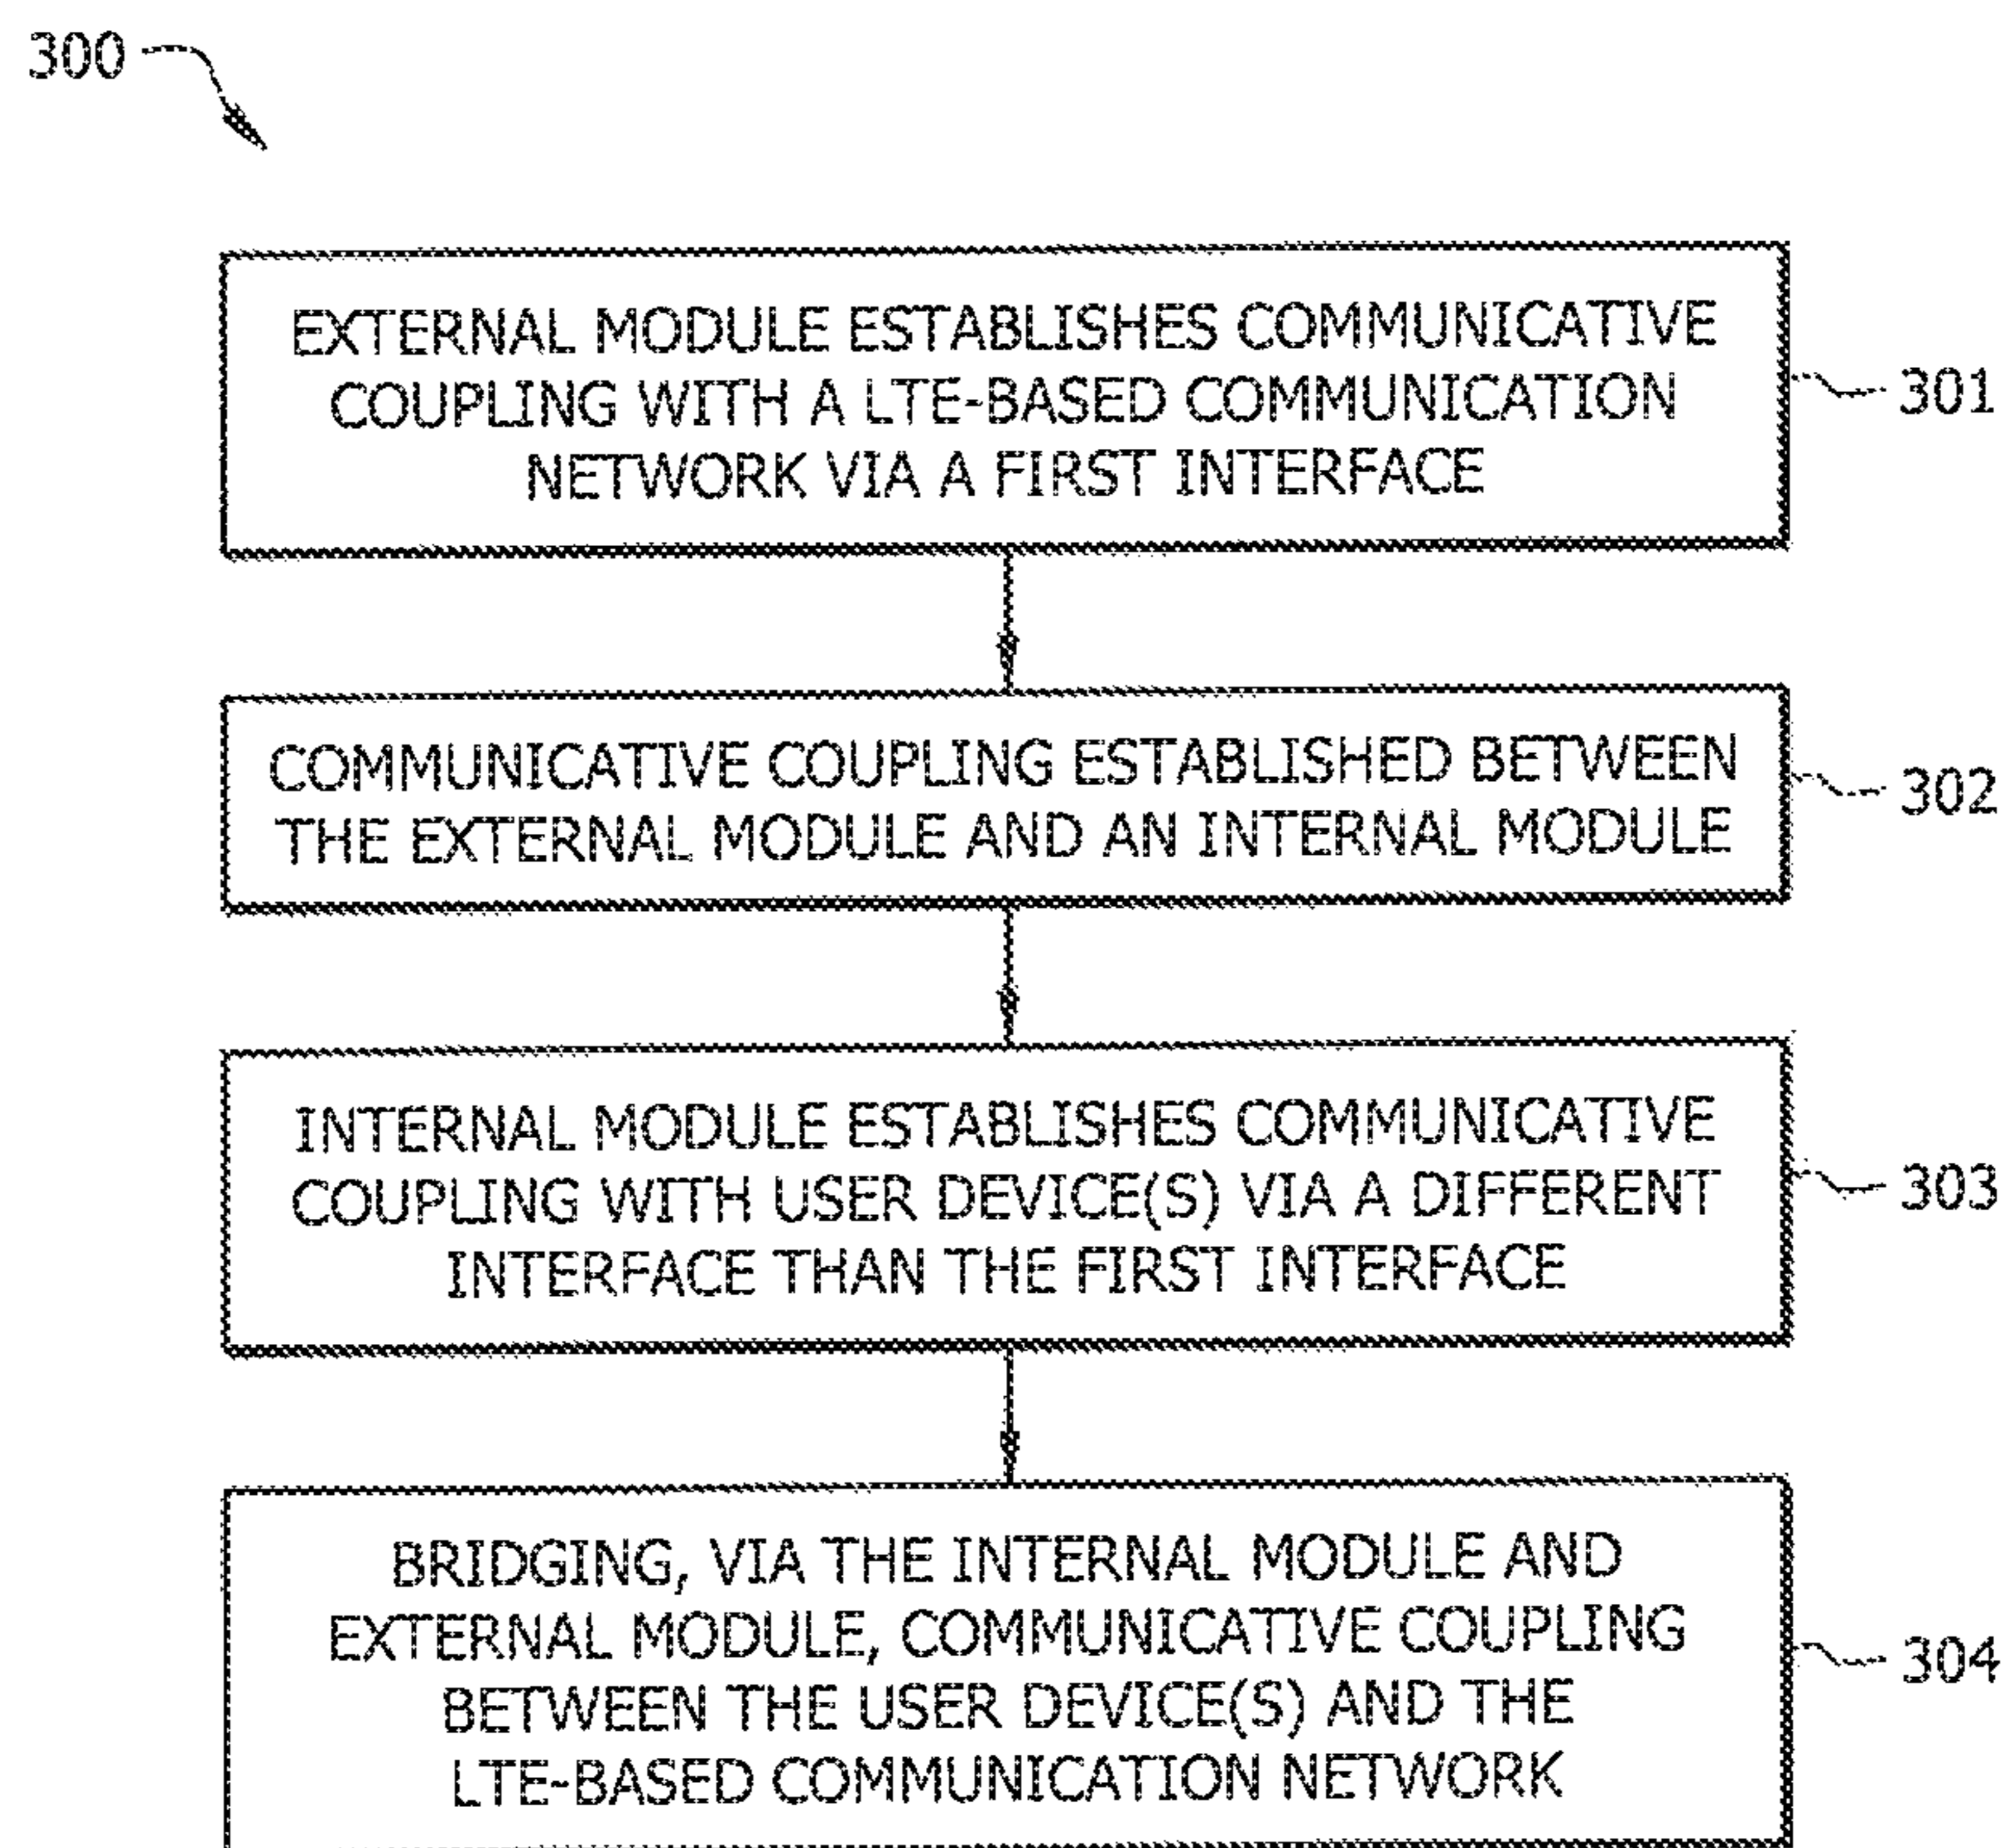 300
EXTERNAL MODULE ESTABLISHES COMMUNICATIVE
COUPLING WITH A LTE-BASED COMMUNICATION
NETWORK VIA A FIRST INTERFACE
301
COMMUNICATIVE COUPLING ESTABLISHED BETWEEN
THE EXTERNAL MODULE AND AN INTERNAL MODULE
302
INTERNAL MODULE ESTABLISHES COMMUNICATIVE
COUPLING WITH USER DEVICE(S) VIA A DIFFERENT
INTERFACE THAN THE FIRST INTERFACE
303
BRIDGING, VIA THE INTERNAL MODULE AND
EXTERNAL MODULE, COMMUNICATIVE COUPLING
BETWEEN THE USER DEVICE(S) AND THE
LTE-BASED COMMUNICATION NETWORK
304